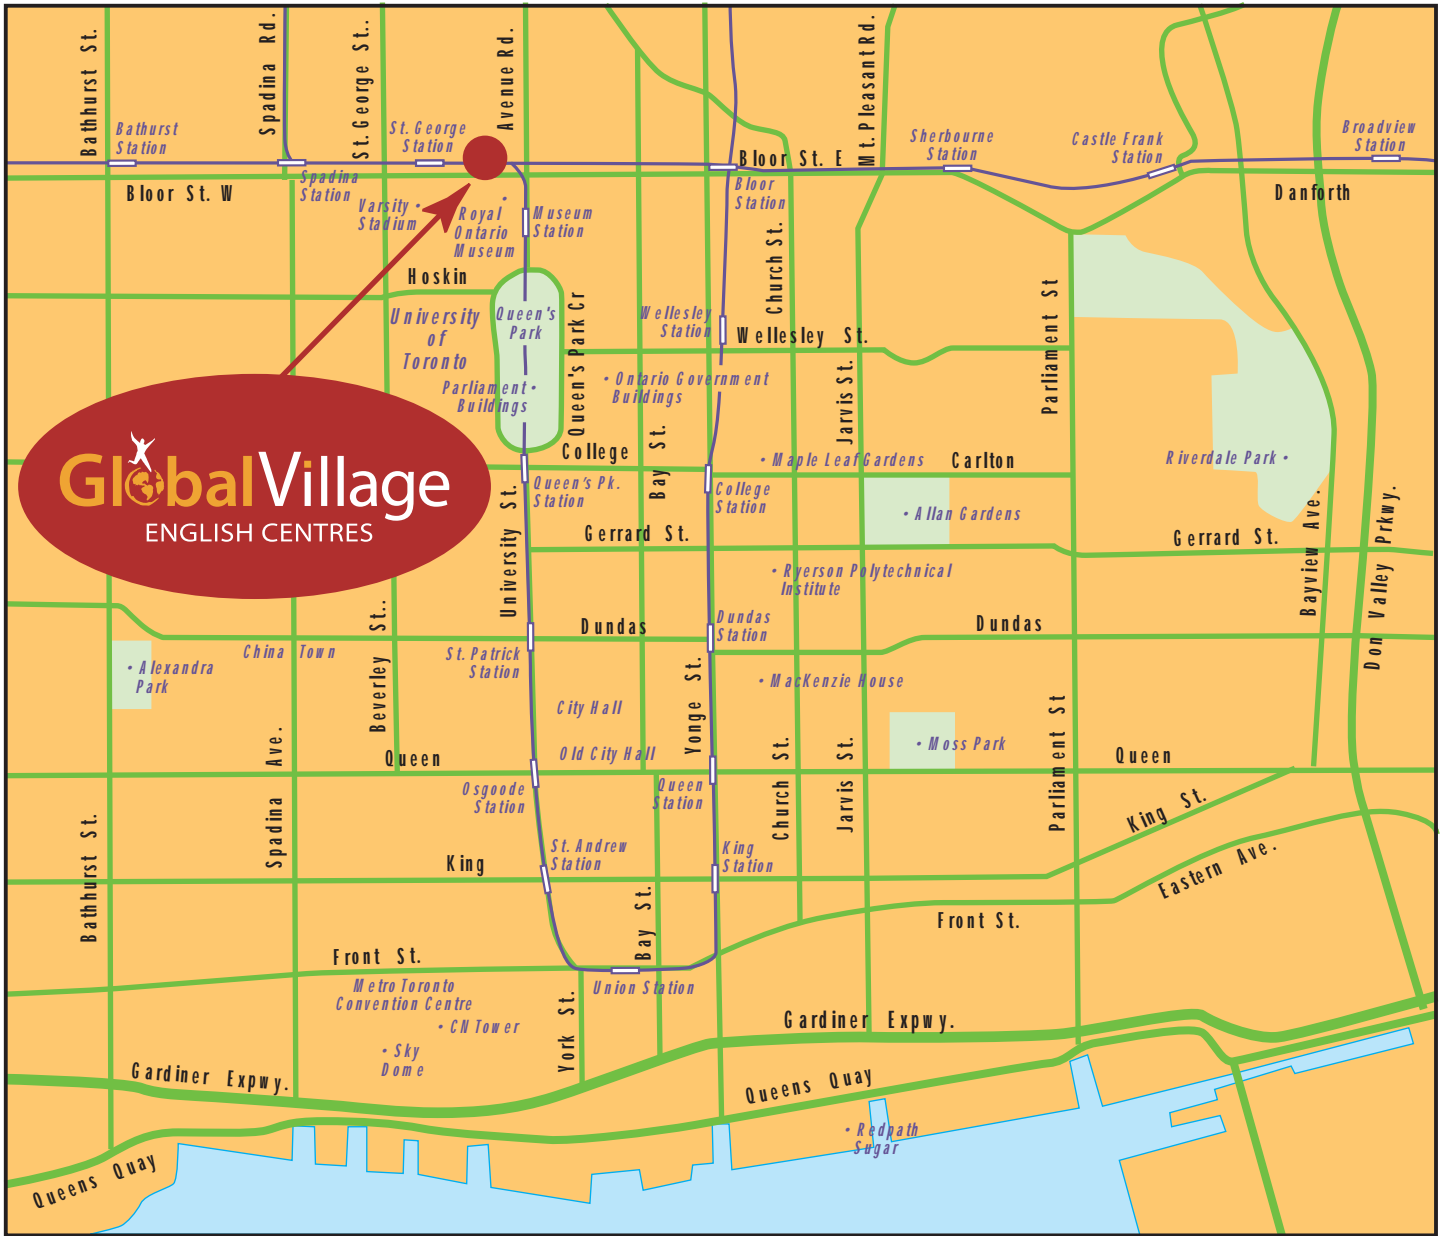 Bathhurst St.
Spadina Rd.
St. George St..
Avenue Rd.
Mt. Pleasant Rd.
Bathurst
Station
St. George
Station
Sherbourne
Station
Castle Frank
Station
Broadview
Station
Bloor St. E
Bloor St. W
Spadina
Station
Varsity •
Stadium
Royal
Ontario
Museum
Museum
Station
Bloor
Station
Danforth
Church St.
Hoskin
University
of
Toronto
Queen's
Park
Queen's Park Cr
Wellesley
Station
Wellesley St.
Parliament St
Parliament •
Buildings
• Ontario Government
Buildings
Jarvis St.
College
Bay St.
• Maple Leaf Gardens
Carlton
Riverdale Park •
Global Village
ENGLISH CENTRES
Queen's Pk.
Station
College
Station
• Allan Gardens
University St.
Gerrard St.
Gerrard St.
Bayview Ave.
Don Valley Prkwy.
• Ryerson Polytechnical
Institute
Dundas
Station
Dundas
Dundas
Beverley St..
China Town
• Alexandra
Park
St. Patrick
Station
Yonge St.
• MacKenzie House
City Hall
Old City Hall
• Moss Park
Spadina Ave.
Queen
Queen
Osgoode
Station
Queen
Station
Church St.
Jarvis St.
Parliament St
King St.
Bathhurst St.
King
St. Andrew
Station
King
Station
Eastern Ave.
Bay St.
Front St.
Front St.
Metro Toronto
Convention Centre
Union Station
• CN Tower
York St.
Gardiner Expwy.
• Sky
Dome
Gardiner Expwy.
Queens Quay
• Redpath
Sugar
Queens Quay